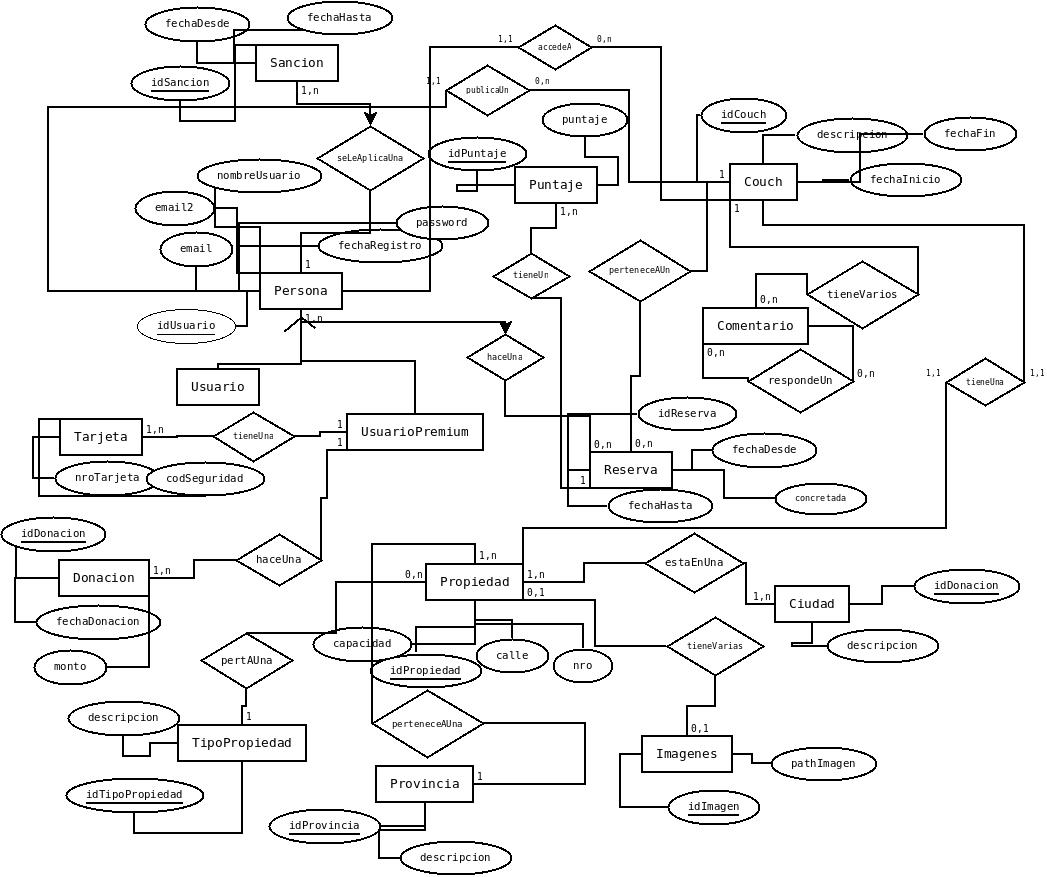 fechaDesde
fechaHasta
1,1
accedeA
0,n
Sancion
idSancion
1,n
1,1
publicaUn
0,n
puntaje
idCouch
descripcion
fechaFin
seLeAplicaUna
idPuntaje
nombreUsuario
Puntaje
1
Couch
fechaInicio
email2
password
1,n
1
email
fechaRegistro
1
tieneUn
perteneceAUn
Persona
tieneVarios
0,n
idUsuario
1,n
Comentario
haceUna
0,n
respondeUn
0,n
1,1
tieneUna
1,1
Usuario
idReserva
Tarjeta
1,n
tieneUna
1
1
UsuarioPremium
0,n
0,n
fechaDesde
nroTarjeta
codSeguridad
1
Reserva
concretada
fechaHasta
idDonacion
haceUna
1,n
estaEnUna
Donacion
1,n
0,n
Propiedad
1,n
0,1
1,n
Ciudad
idDonacion
fechaDonacion
capacidad
calle
tieneVarias
descripcion
monto
pertAUna
idPropiedad
nro
descripcion
1
perteneceAUna
0,1
TipoPropiedad
Imagenes
pathImagen
Provincia
1
idTipoPropiedad
idImagen
idProvincia
descripcion